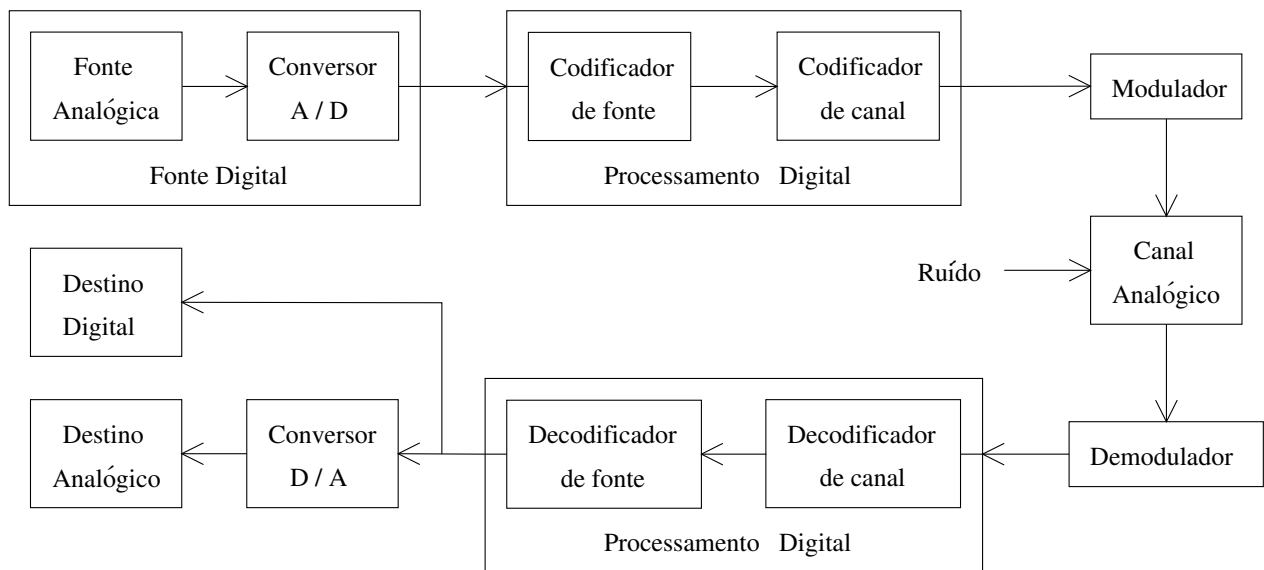 Fonte
Analógica
Conversor
A / D
Fonte Digital
Codificador
de fonte
Codificador
de canal
Processamento Digital
Modulador
Ruído
Canal
Analógico
Destino
Digital
Destino
Analógico
Conversor
D / A
Decodificador
de fonte
Decodificador
de canal
Processamento Digital
Demodulador